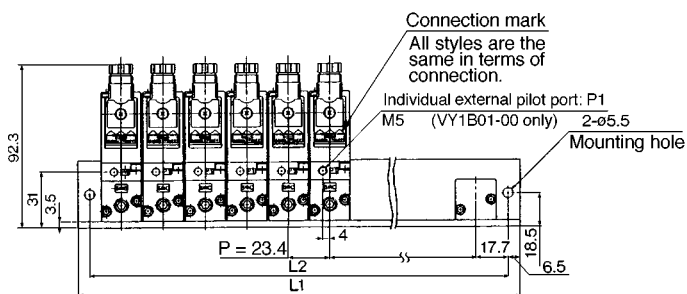 Connection mark
All styles are the
same in terms of
connection.
Individual external pilot port: P1
M5 (VY1B01-00 only)
2-ø5.5
Mounting hole
92.3
31
3.5
P = 23.4
4
17.7
18.5
6.5
L2
L1